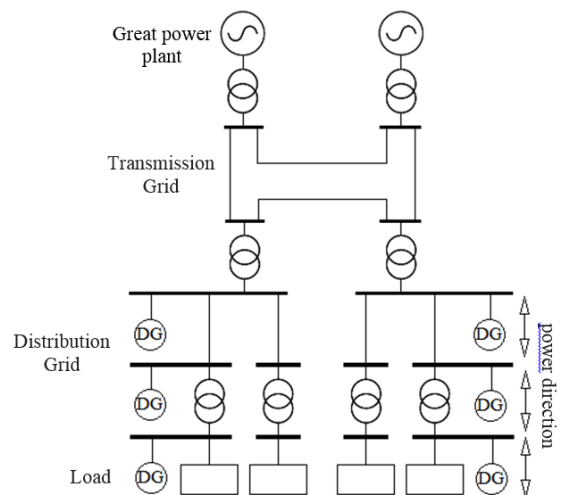 Great power
plant
Transmission
Grid
DG
DG
Distribution
Grid
DG
DG
Load
DG
DG
power direction